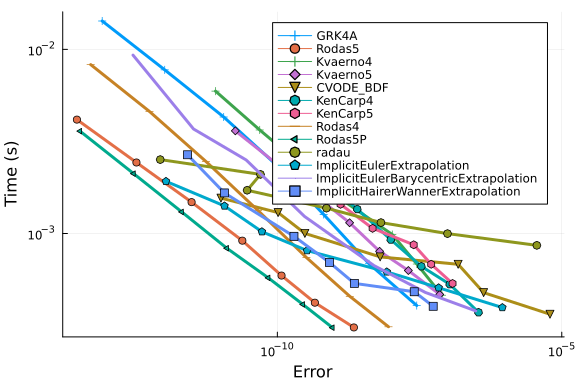 10⁻²
GRK4A
Rodas5
Kvaerno4
Kvaerno5
CVODE_BDF
KenCarp4
KenCarp5
Rodas4
Rodas5P
radau
ImplicitEulerExtrapolation
ImplicitEulerBarycentricExtrapolation
ImplicitHairerWannerExtrapolation
Time (s)
10⁻³
10⁻¹⁰
10⁻⁵
Error